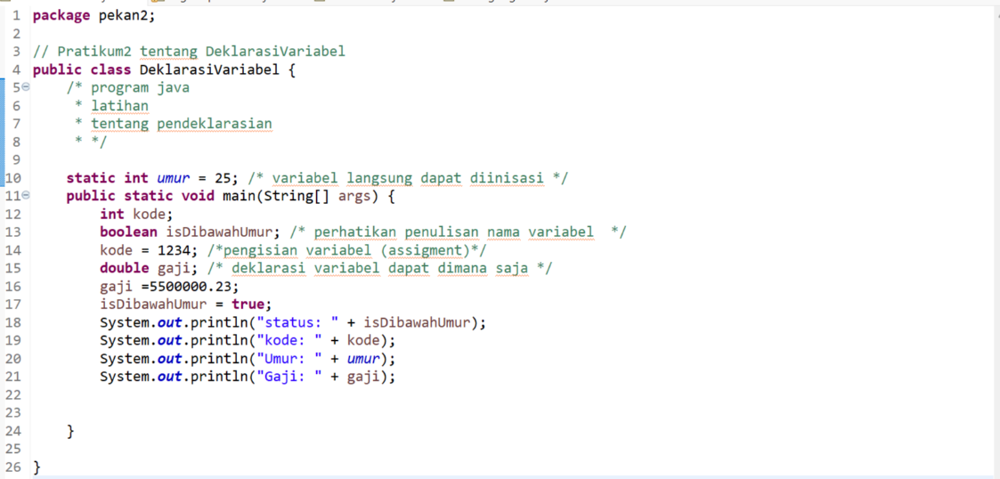 1 package pekan2;
2
3 // Pratikum2 tentang DeklarasiVariabel
4 public class DeklarasiVariabel {
5 /* program java
6 * latihan
7 * tentang pendeklarasian
8 * */
9
10 static int umur = 25; /* variabel langsung dapat diinisasi */
11 public static void main(String[] args) {
12 int kode;
13 boolean isDibawahUmur; /* perhatikan penulisan nama variabel  */
14 kode = 1234; /*pengisian variabel (assigment)*/
15 double gaji; /* deklarasi variabel dapat dimana saja */
16 gaji =5500000.23;
17 isDibawahUmur = true;
18 System.out.println("status: " + isDibawahUmur);
19 System.out.println("kode: " + kode);
20 System.out.println("Umur: " + umur);
21 System.out.println("Gaji: " + gaji);
22
23
24 }
25
26 }